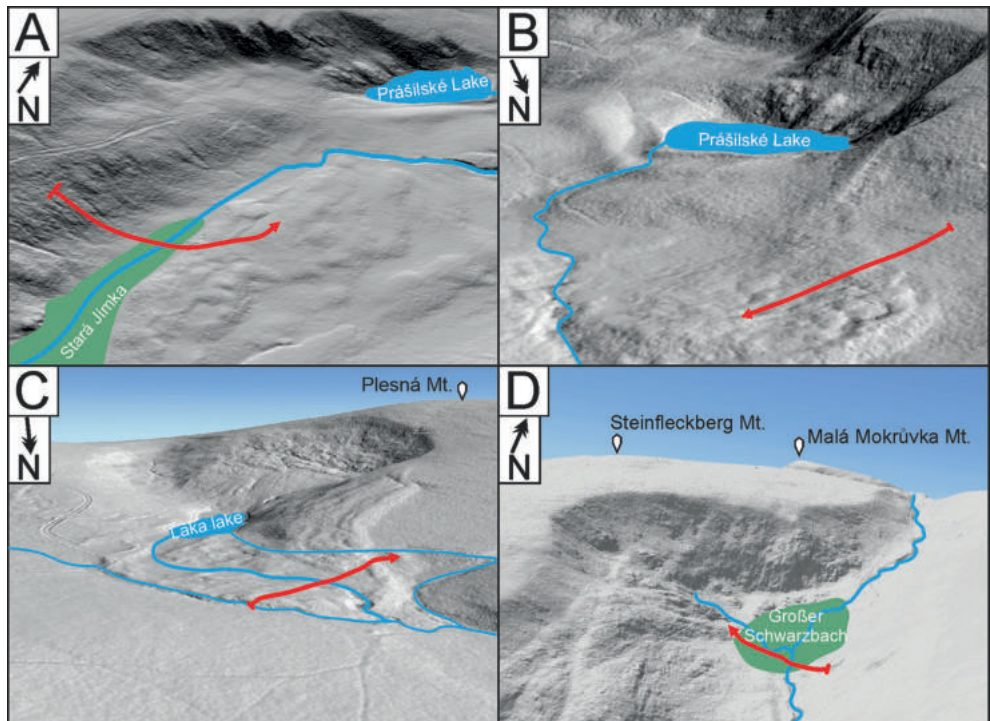 A
N
Prášilské Lake
Stará Jímka
B
N
Prášilské Lake
C
N
Plesná Mt.
Laka lake
D
N
Steinfleckberg Mt.
Malá Mokrůvka Mt.
Großer
Schwarzbach